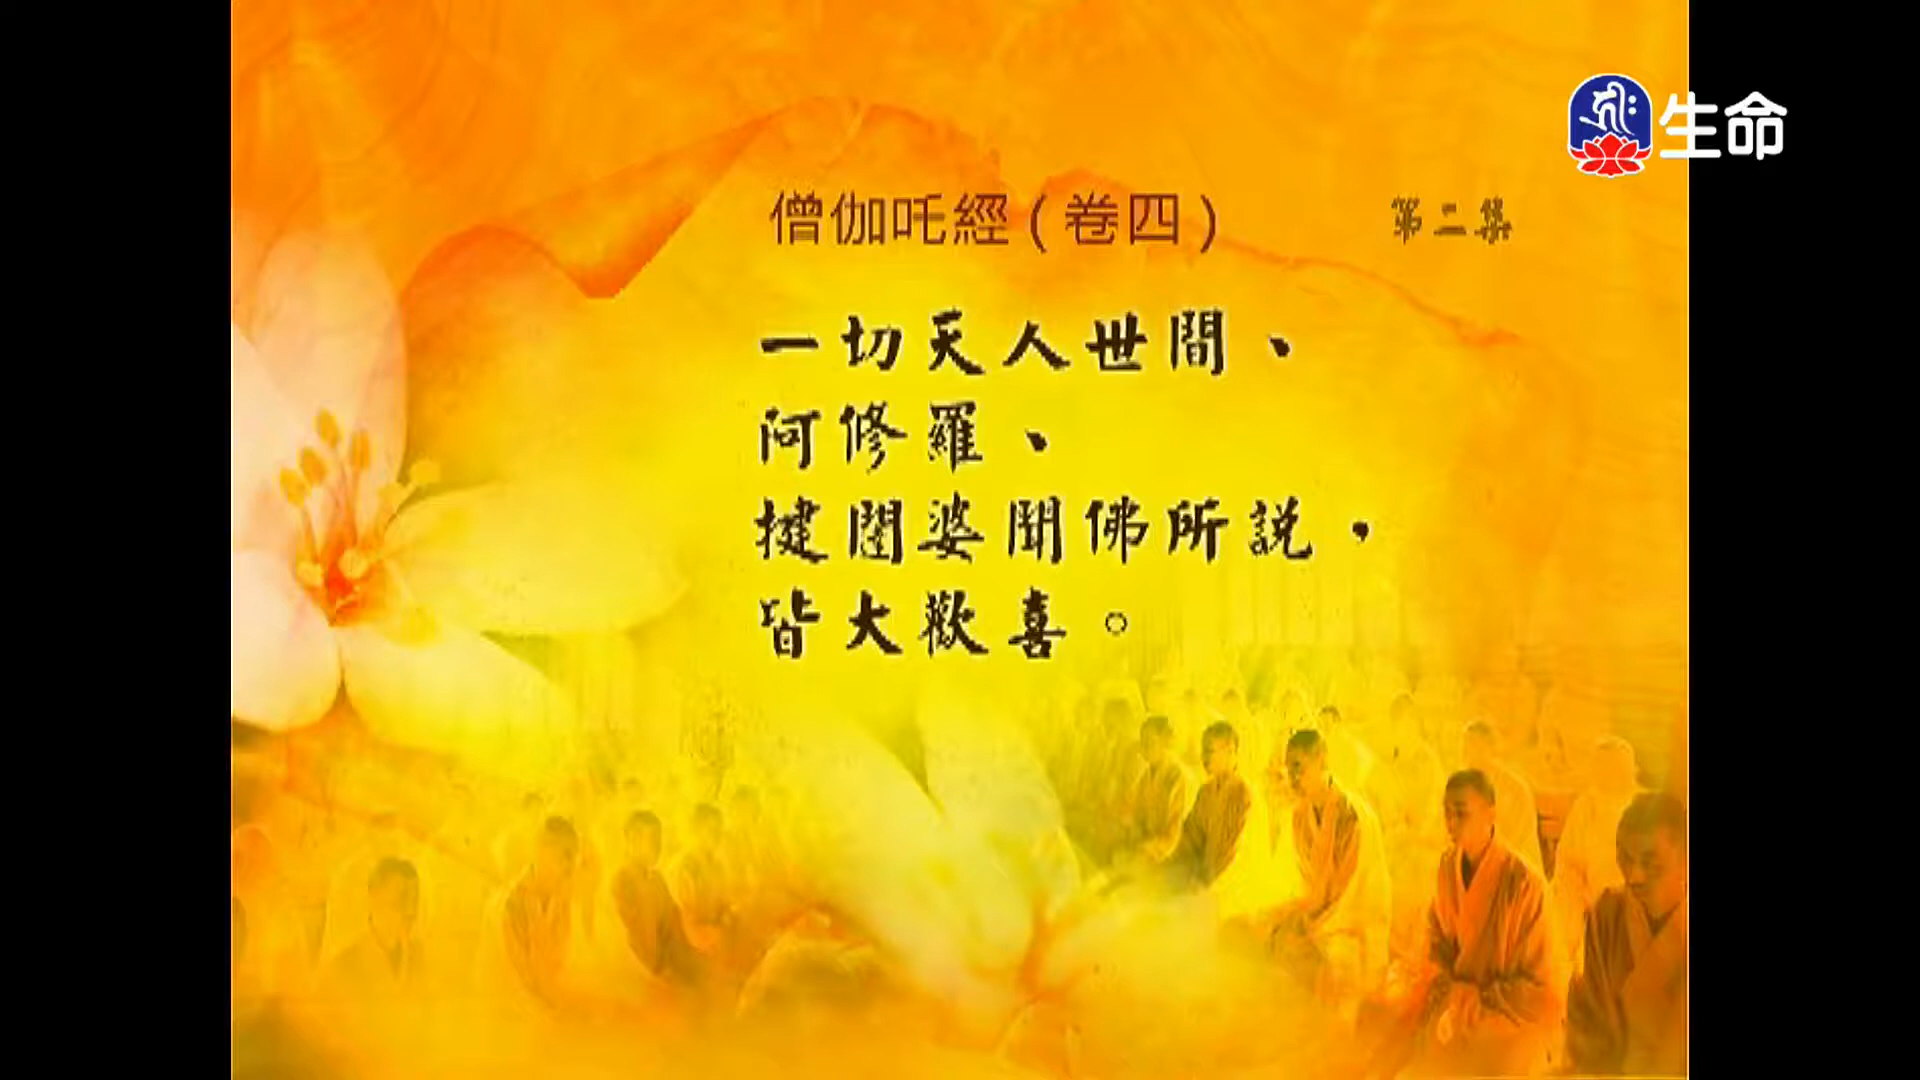 生命
僧伽吒經(卷四) 第二集
一切天人世間、
阿修羅、
揵闥婆聞佛所說，
皆大歡喜。